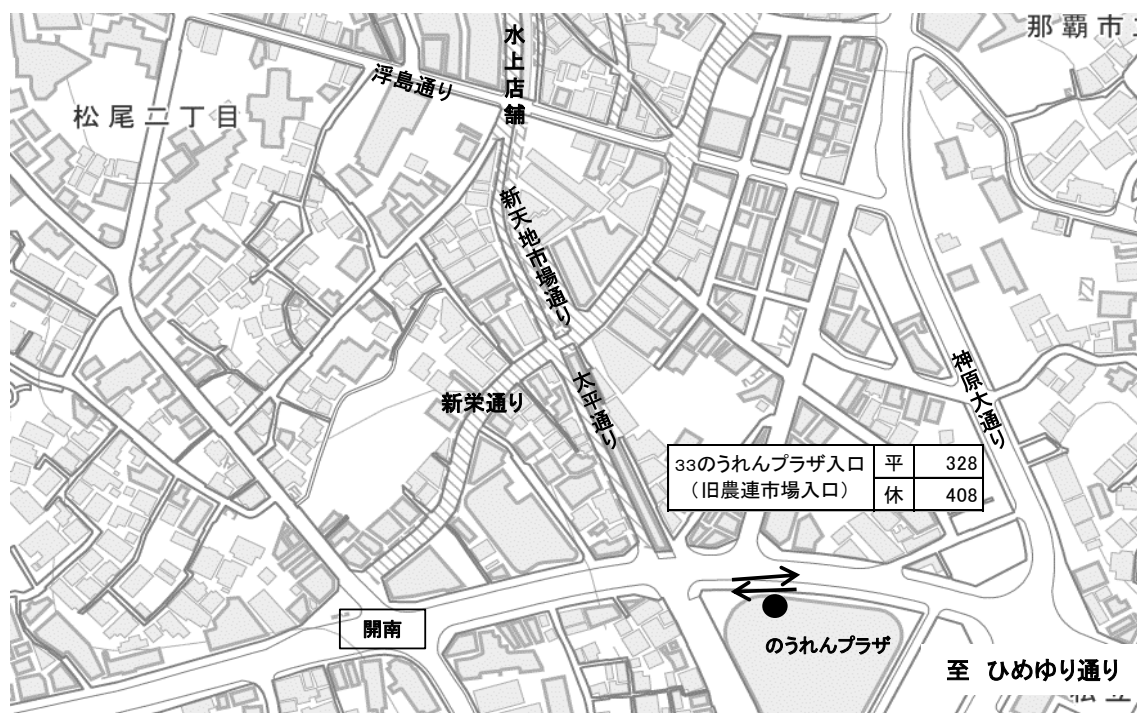 那覇市
水上店舗
浮島通り
松尾二丁目
新天地市場通り
神原大通り
太平通り
新栄通り
33のうれんプラザ入口 平 328
（旧農連市場入口） 休 408
開南
のうれんプラザ
至 ひめゆり通り